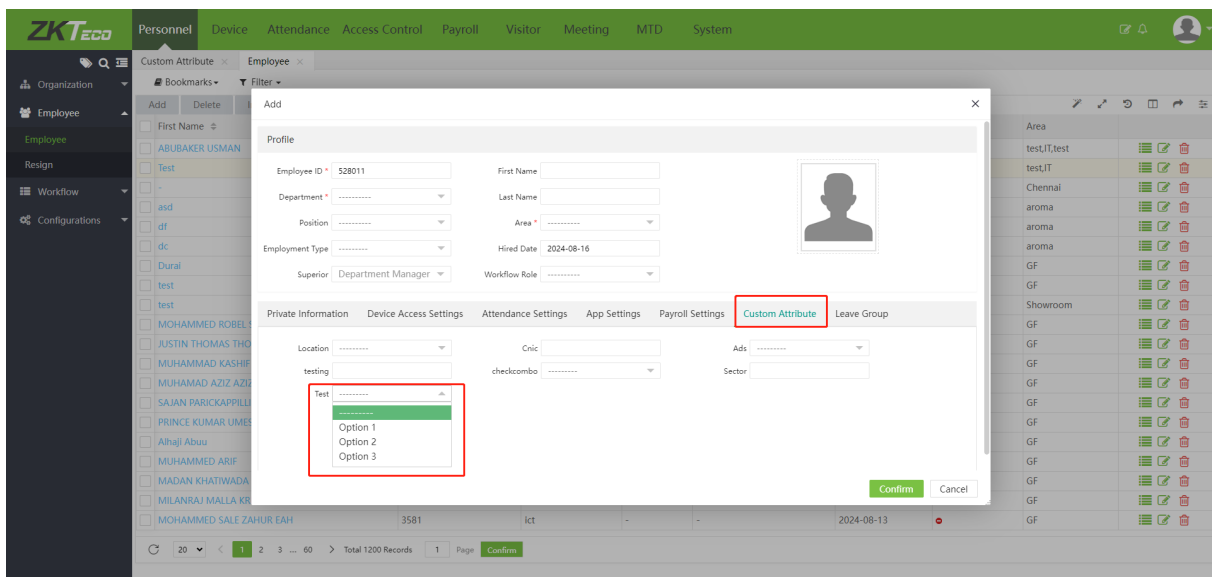 ZKTeco
Personnel Device Attendance Access Control Payroll Visitor Meeting MTD System
Custom Attribute × Employee ×
Organization
Bookmarks Filter
Add Delete
Add ×
Employee
First Name
Profile
Area
Employee
ABUBAKER USMAN
test,IT,test
Employee ID * 528011 First Name
Resign
Test
test,IT
Department * --------- Last Name
Workflow
-
Chennai
asd
aroma
Position --------- Area * ----------
Configurations
df
aroma
Employment Type --------- Hired Date 2024-08-16
dc
aroma
Durai
GF
Superior Department Manager Workflow Role ----------
test
GF
test
Showroom
Private Information Device Access Settings Attendance Settings App Settings Payroll Settings Custom Attribute Leave Group
MOHAMMED ROBEL
GF
JUSTIN THOMAS THO
GF
Location --------- Cnic Ads ---------
MUHAMMAD KASHIF
GF
testing checkcombo --------- Sector
MUHAMAD AZIZ AZIZ
GF
Test ---------
SAJAN PARICKAPPILLI
GF
---------
PRINCE KUMAR UMES
GF
Option 1
Alhaji Abuu
GF
Option 2
MUHAMMED ARIF
GF
Option 3
MADAN KHATIWADA
GF
Confirm Cancel
MILANRAJ MALLA KR
GF
MOHAMMED SALE ZAHUR EAH 3581 ict - - 2024-08-13 GF
20 < 1 2 3 ... 60 > Total 1200 Records 1 Page Confirm